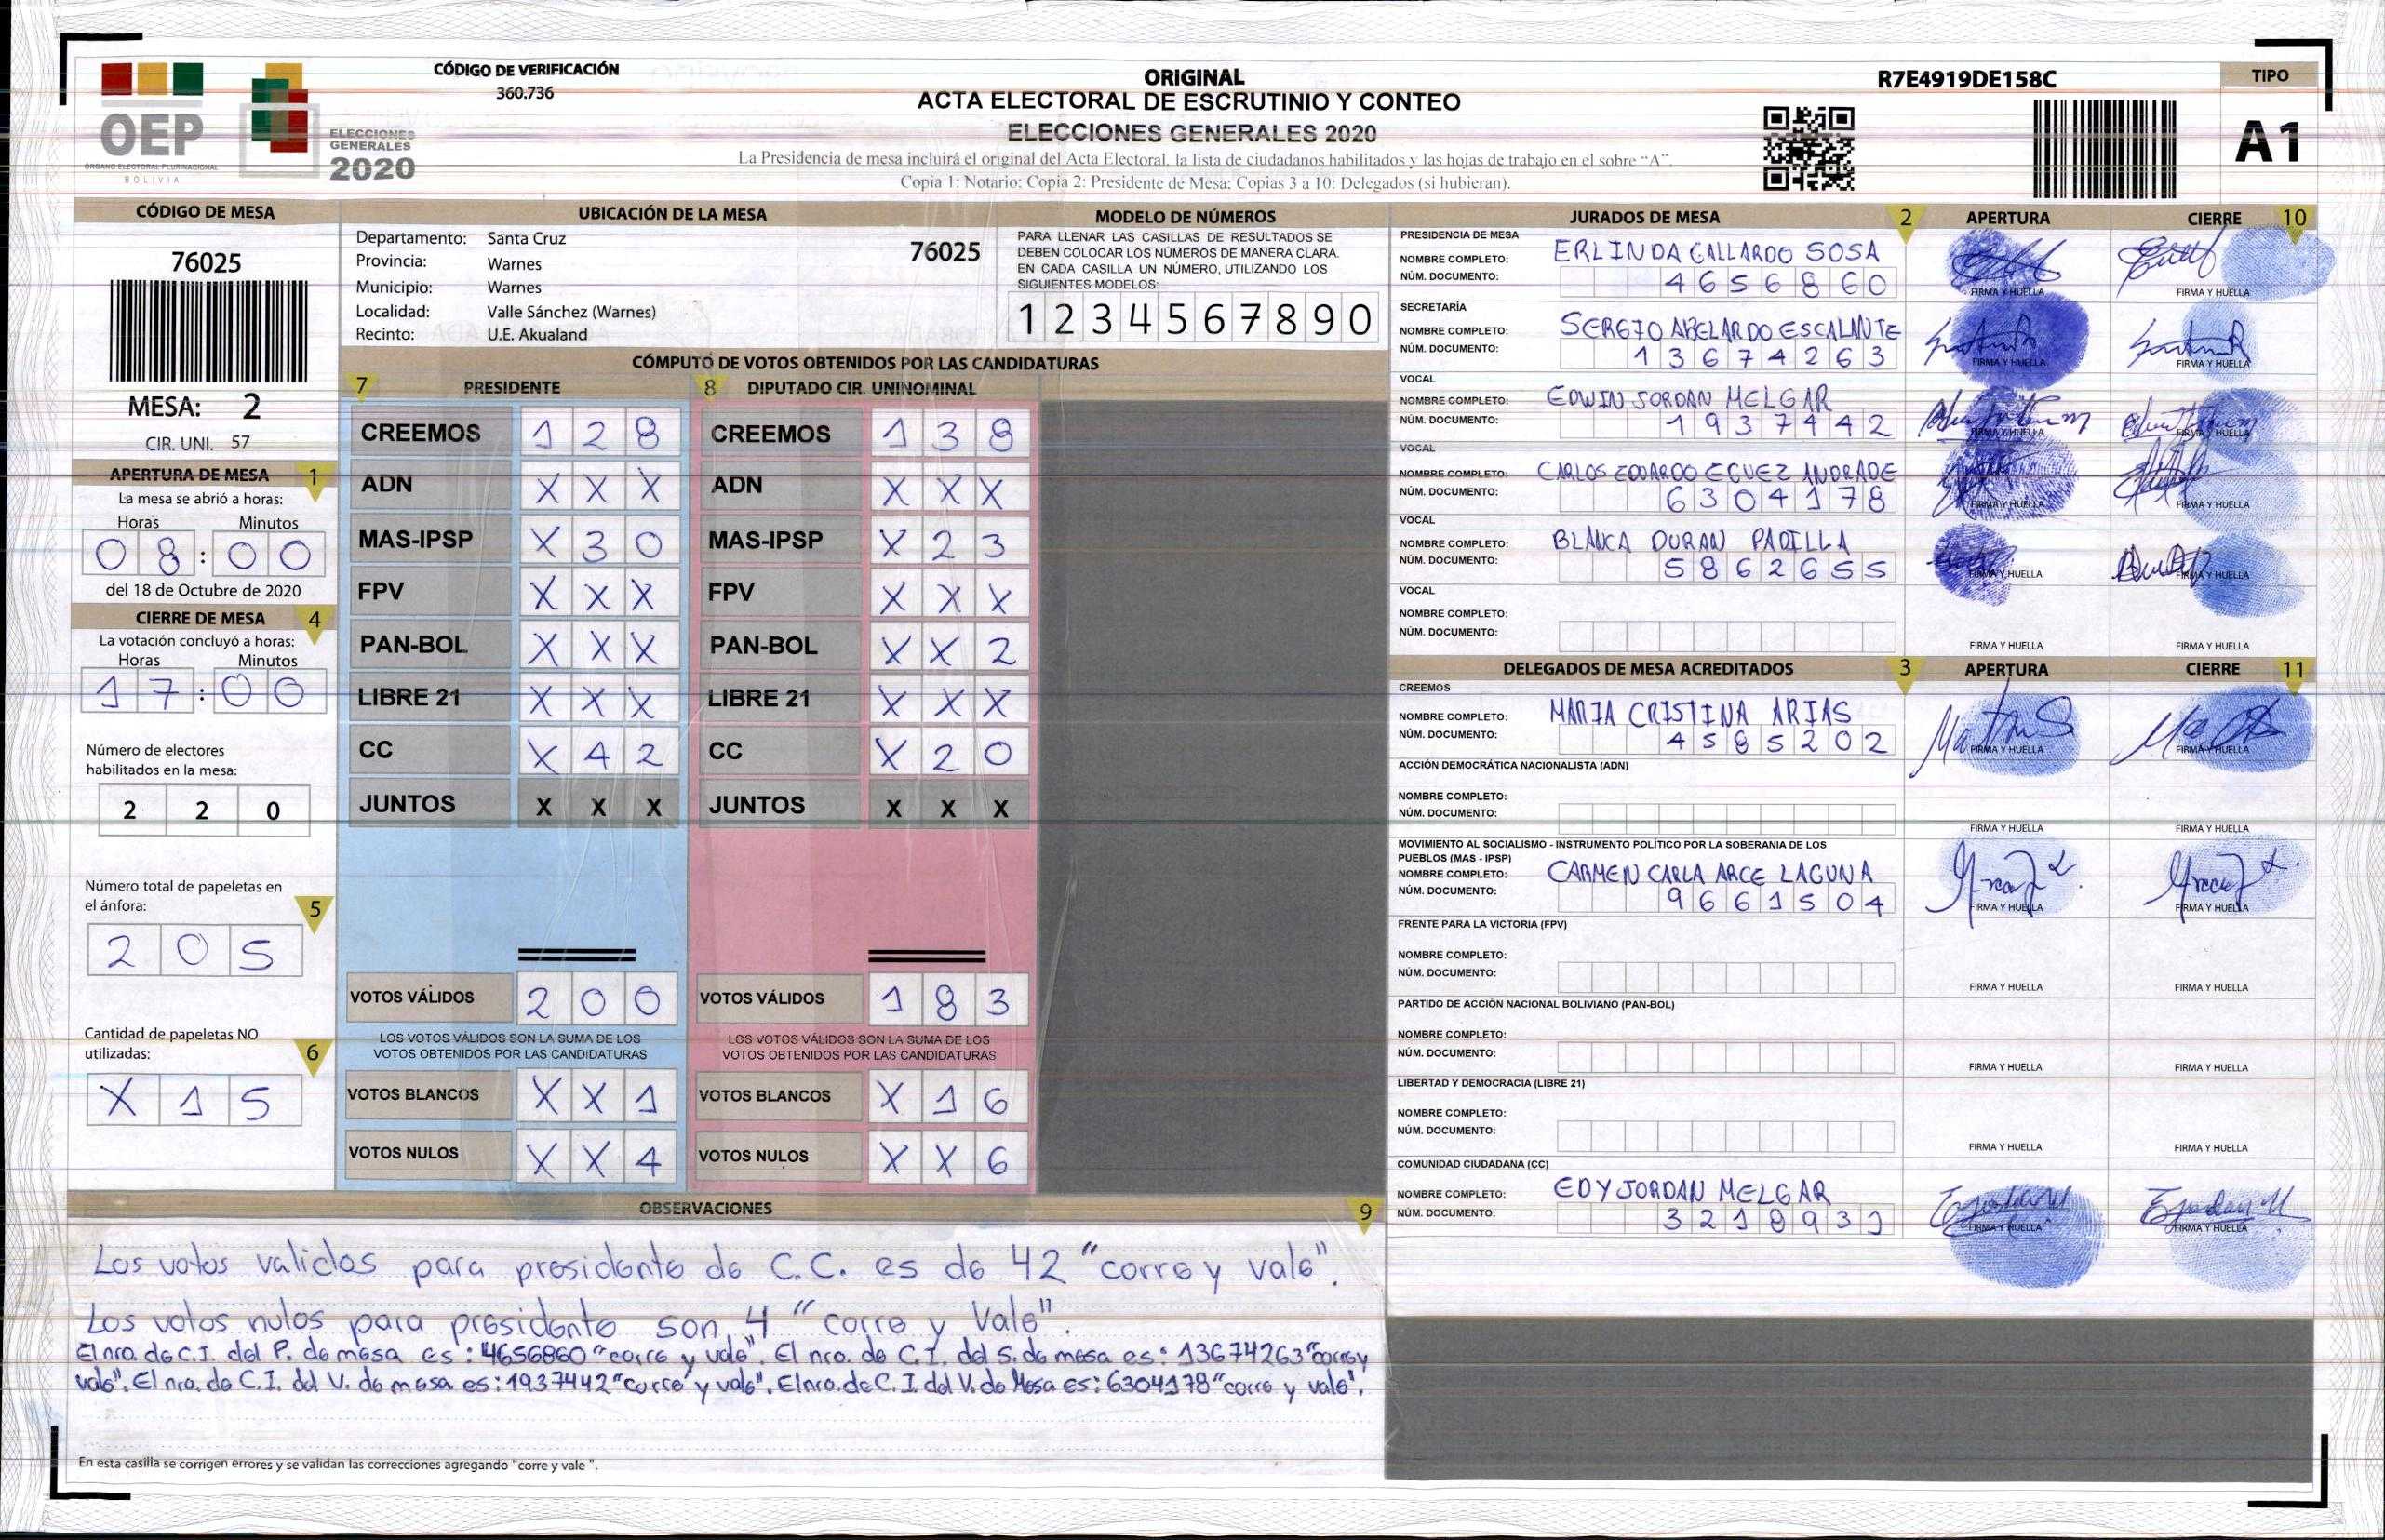 OEP
ÓRGANO ELECTORAL PLURINACIONAL
BOLIVIA
ELECCIONES
GENERALES
2020
CÓDIGO DE VERIFICACIÓN
360.736
ORIGINAL
ACTA ELECTORAL DE ESCRUTINIO Y CONTEO
ELECCIONES GENERALES 2020
La Presidencia de mesa incluirá el original del Acta Electoral, la lista de ciudadanos habilitados y las hojas de trabajo en el sobre “A”.
Copia 1: Notario; Copia 2: Presidente de Mesa; Copias 3 a 10: Delegados (si hubieran).
R7E4919DE158C
TIPO
A1
CÓDIGO DE MESA
76025
MESA: 2
CIR. UNI. 57
APERTURA DE MESA 1
La mesa se abrió a horas:
Horas Minutos
08:00
del 18 de Octubre de 2020
CIERRE DE MESA 4
La votación concluyó a horas:
Horas Minutos
17:00
Número de electores
habilitados en la mesa:
2 2 0
Número total de papeletas en
el ánfora: 5
2 0 5
Cantidad de papeletas NO
utilizadas: 6
X 1 5
UBICACIÓN DE LA MESA
Departamento: Santa Cruz 76025
Provincia: Warnes
Municipio: Warnes
Localidad: Valle Sánchez (Warnes)
Recinto: U.E. Akualand
MODELO DE NÚMEROS
PARA LLENAR LAS CASILLAS DE RESULTADOS SE
DEBEN COLOCAR LOS NÚMEROS DE MANERA CLARA.
EN CADA CASILLA UN NÚMERO, UTILIZANDO LOS
SIGUIENTES MODELOS:
1 2 3 4 5 6 7 8 9 0
CÓMPUTO DE VOTOS OBTENIDOS POR LAS CANDIDATURAS
7 PRESIDENTE 8 DIPUTADO CIR. UNINOMINAL
CREEMOS 1 2 8 CREEMOS 1 3 8
ADN X X X ADN X X X
MAS-IPSP X 3 0 MAS-IPSP X 2 3
FPV X X X FPV X X X
PAN-BOL X X X PAN-BOL X X 2
LIBRE 21 X X X LIBRE 21 X X X
CC X 4 2 CC X 2 0
JUNTOS X X X JUNTOS X X X
VOTOS VÁLIDOS 2 0 0 VOTOS VÁLIDOS 1 8 3
LOS VOTOS VÁLIDOS SON LA SUMA DE LOS LOS VOTOS VÁLIDOS SON LA SUMA DE LOS
VOTOS OBTENIDOS POR LAS CANDIDATURAS VOTOS OBTENIDOS POR LAS CANDIDATURAS
VOTOS BLANCOS X X 1 VOTOS BLANCOS X 1 6
VOTOS NULOS X X 4 VOTOS NULOS X X 6
OBSERVACIONES 9
Los votos validos para presidente de C.C. es de 42 "corre y vale".
Los votos nulos para presidente son 4 "corre y Vale".
El nro. de C.I. del P. de mesa es: 4656860 "corre y vale". El nro. de C.I. del S. de mesa es: 13674263 "corre y
vale". El nro. de C.I. del V. de mesa es: 1937442 "corre y vale". El nro. de C.I. del V. de Mesa es: 6304178 "corre y vale".
En esta casilla se corrigen errores y se validan las correcciones agregando "corre y vale ".
JURADOS DE MESA 2 APERTURA CIERRE 10
PRESIDENCIA DE MESA
NOMBRE COMPLETO: ERLINDA GALLARDO SOSA
NÚM. DOCUMENTO: 4656860
FIRMA Y HUELLA FIRMA Y HUELLA
SECRETARÍA
NOMBRE COMPLETO: SERGIO ABELARDO ESCALANTE
NÚM. DOCUMENTO: 13674263
FIRMA Y HUELLA FIRMA Y HUELLA
VOCAL
NOMBRE COMPLETO: EDWIN JORDAN MELGAR
NÚM. DOCUMENTO: 1937442
FIRMA Y HUELLA FIRMA Y HUELLA
VOCAL
NOMBRE COMPLETO: CARLOS EDUARDO EGUEZ ANDRADE
NÚM. DOCUMENTO: 6304178
FIRMA Y HUELLA FIRMA Y HUELLA
VOCAL
NOMBRE COMPLETO: BLANCA DURAN PADILLA
NÚM. DOCUMENTO: 5862655
FIRMA Y HUELLA FIRMA Y HUELLA
VOCAL
NOMBRE COMPLETO:
NÚM. DOCUMENTO:
FIRMA Y HUELLA FIRMA Y HUELLA
DELEGADOS DE MESA ACREDITADOS 3 APERTURA CIERRE 11
CREEMOS
NOMBRE COMPLETO: MARIA CRISTINA ARIAS
NÚM. DOCUMENTO: 4585202
FIRMA Y HUELLA FIRMA Y HUELLA
ACCIÓN DEMOCRÁTICA NACIONALISTA (ADN)
NOMBRE COMPLETO:
NÚM. DOCUMENTO:
FIRMA Y HUELLA FIRMA Y HUELLA
MOVIMIENTO AL SOCIALISMO - INSTRUMENTO POLÍTICO POR LA SOBERANIA DE LOS
PUEBLOS (MAS - IPSP)
NOMBRE COMPLETO: CARMEN CARLA ARCE LAGUNA
NÚM. DOCUMENTO: 9661504
FIRMA Y HUELLA FIRMA Y HUELLA
FRENTE PARA LA VICTORIA (FPV)
NOMBRE COMPLETO:
NÚM. DOCUMENTO:
FIRMA Y HUELLA FIRMA Y HUELLA
PARTIDO DE ACCIÓN NACIONAL BOLIVIANO (PAN-BOL)
NOMBRE COMPLETO:
NÚM. DOCUMENTO:
FIRMA Y HUELLA FIRMA Y HUELLA
LIBERTAD Y DEMOCRACIA (LIBRE 21)
NOMBRE COMPLETO:
NÚM. DOCUMENTO:
FIRMA Y HUELLA FIRMA Y HUELLA
COMUNIDAD CIUDADANA (CC)
NOMBRE COMPLETO: EDY JORDAN MELGAR
NÚM. DOCUMENTO: 3218931
FIRMA Y HUELLA FIRMA Y HUELLA